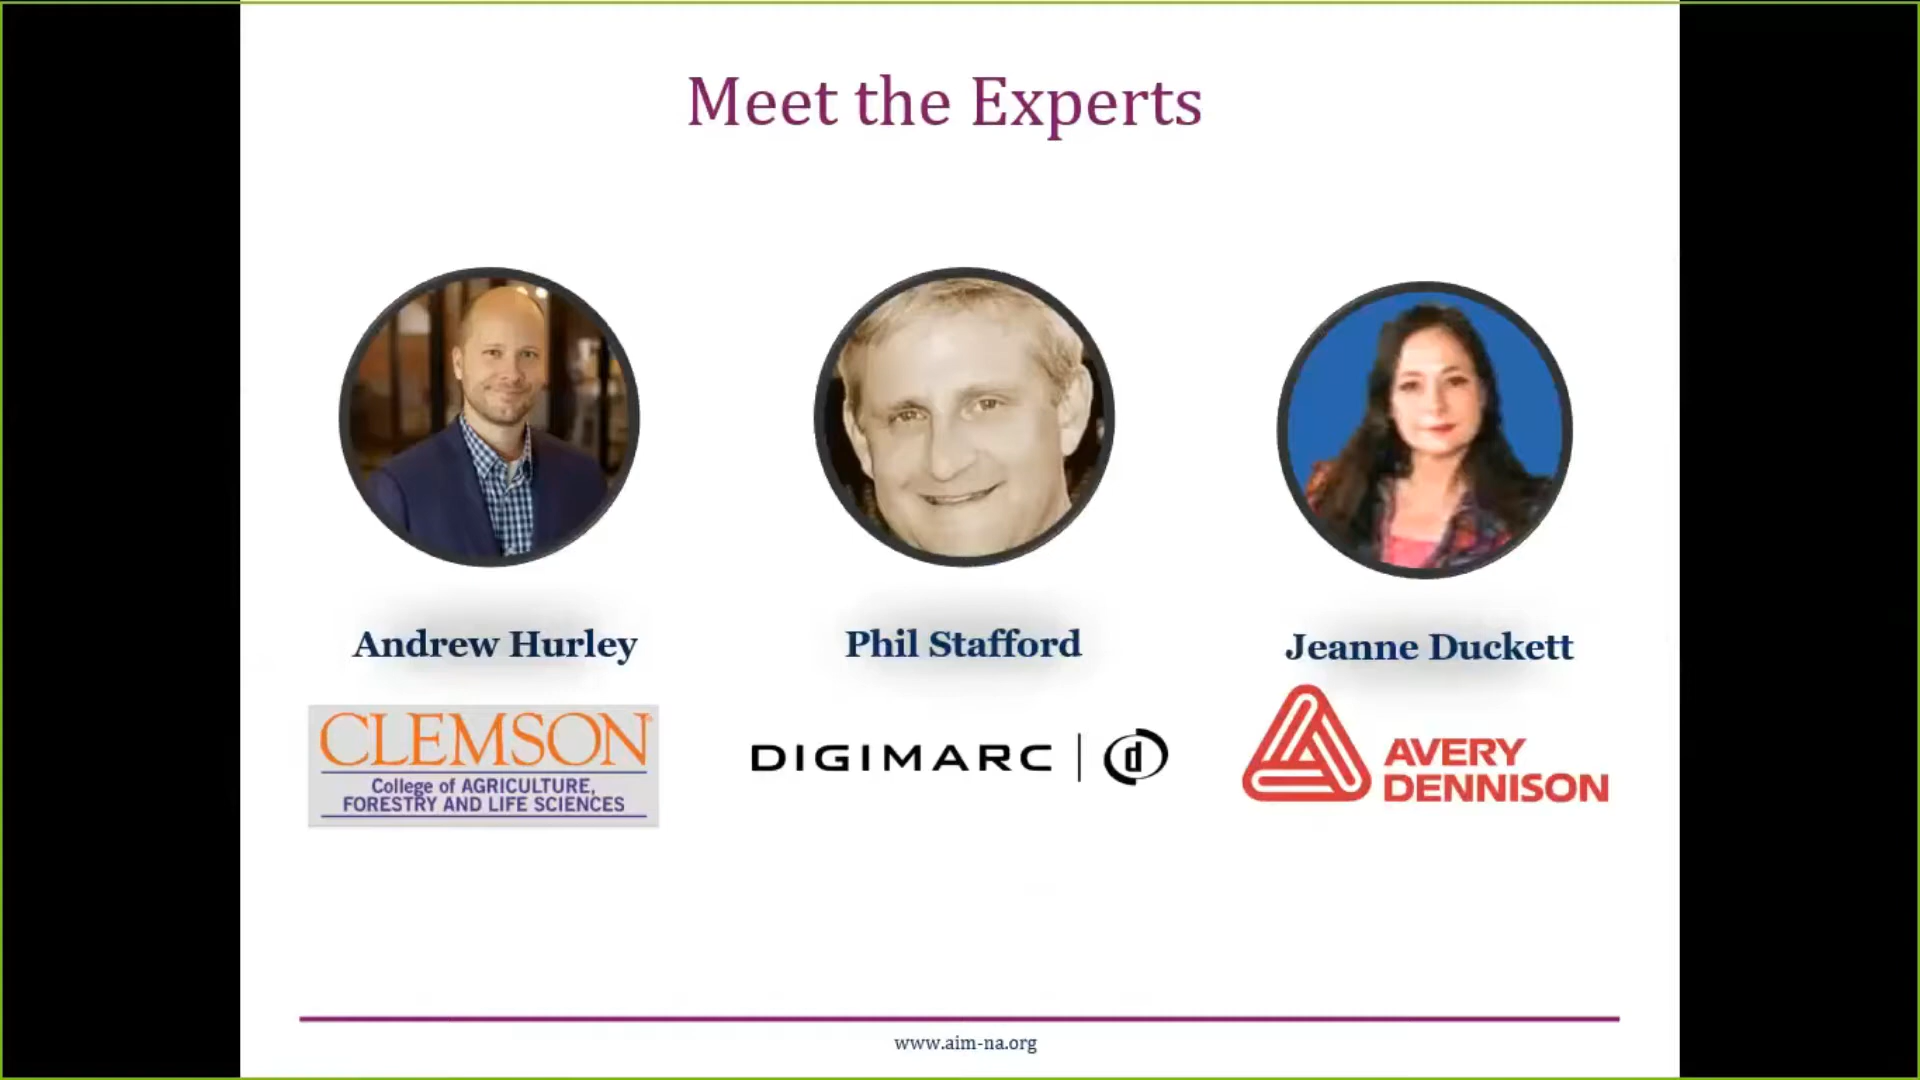 Meet the Experts
Andrew Hurley
Phil Stafford
Jeanne Duckett
CLEMSON
College of AGRICULTURE,
FORESTRY AND LIFE SCIENCES
DIGIMARC | d
AVERY
DENNISON
www.aim-na.org